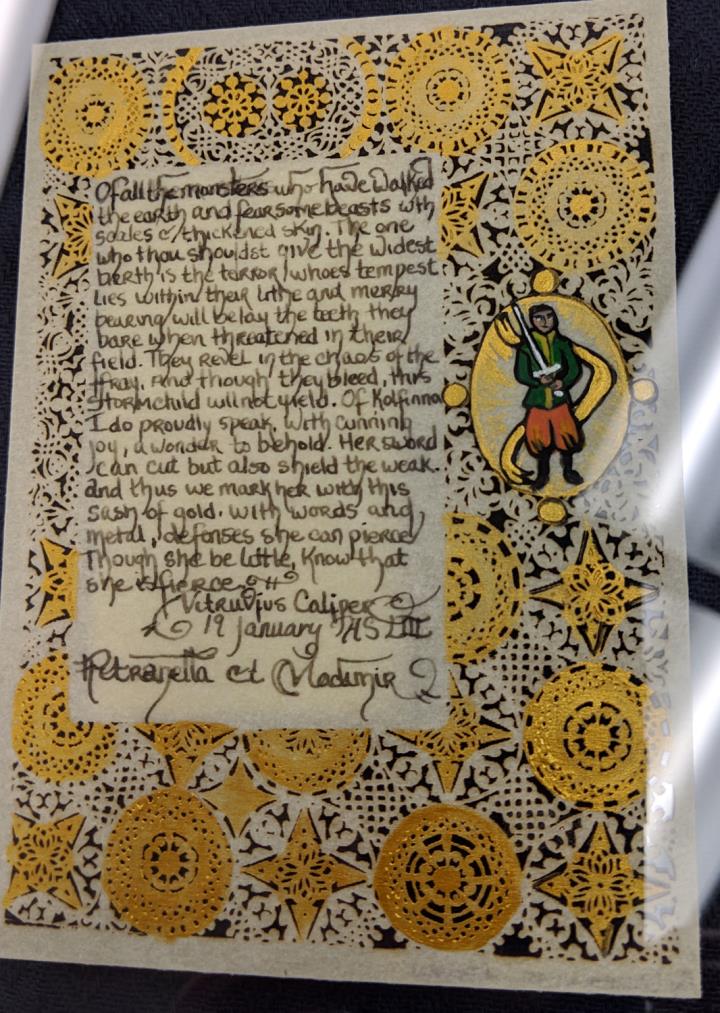 Of all the monsters who have walked
the earth and fearsome beasts with
scales or thickened skin. The one
who thou shouldst give the widest
berth is the terror whoes tempest
lies within their lithe and merry
bearing will belay the teeth they
bare when threatened in their
field. They revel in the chaos of the
fray, And though they bleed, this
Stormchild will not yield. Of Kolfinna
I do proudly speak, with cunning
joy, a wonder to behold. Her sword
can cut but also shield the weak.
and thus we mark her with this
sash of gold. with words and
metal, defenses she can pierce
Though she be little, know that
she is fierce
Vitruvius Caliper
19 January AS LIII
Petranella et Vladimir